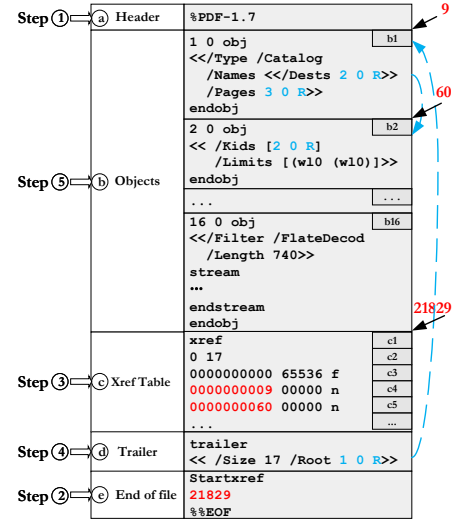 Step ① ⓐ Header %PDF-1.7 9
1 0 obj b1
<</Type /Catalog
/Names <</Dests 2 0 R>>
/Pages 3 0 R>> 60
endobj
2 0 obj b2
<< /Kids [2 0 R]
/Limits [(wl0 (wl0)]>>
Step ⑤ ⓑ Objects endobj
... ...
16 0 obj b16
<</Filter /FlateDecod
/Length 740>>
stream
•••
endstream
endobj 21829
xref c1
0 17 c2
0000000000 65536 f c3
Step ③ ⓒ Xref Table 0000000009 00000 n c4
0000000060 00000 n c5
... ...
trailer
Step ④ ⓓ Trailer << /Size 17 /Root 1 0 R>>
Startxref
Step ② ⓔ End of file 21829
%%EOF